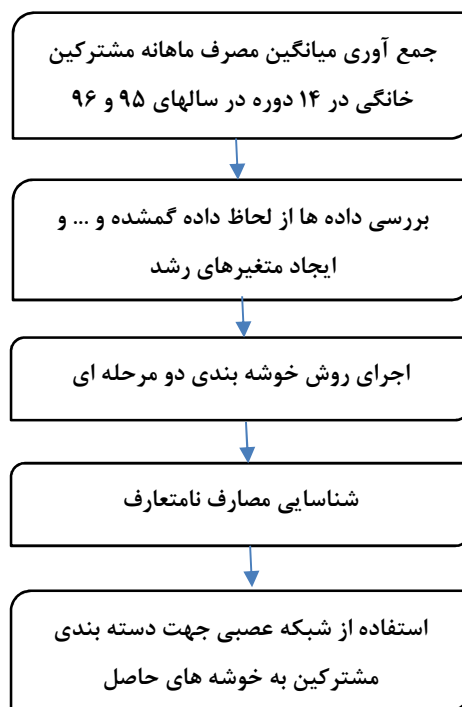 جمع آوری میانگین مصرف ماهانه مشترکین
خانگی در ۱۴ دوره در سالهای ۹۵ و ۹۶
بررسی داده ها از لحاظ داده گمشده و ... و
ایجاد متغیرهای رشد
اجرای روش خوشه بندی دو مرحله ای
شناسایی مصارف نامتعارف
استفاده از شبکه عصبی جهت دسته بندی
مشترکین به خوشه های حاصل